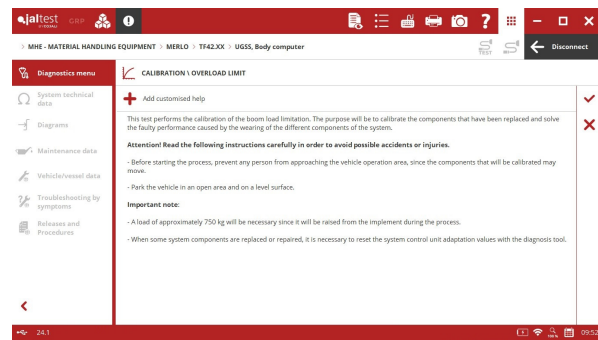 jaltest GRP
BY COJALI
> MHE - MATERIAL HANDLING EQUIPMENT > MERLO > TF42.XX > UGSS, Body computer
TEST
Disconnect
Diagnostics menu
CALIBRATION \ OVERLOAD LIMIT
System technical
data
Diagrams
Maintenance data
Vehicle/vessel data
Troubleshooting by
symptoms
Releases and
Procedures
Add customised help
This test performs the calibration of the boom load limitation. The purpose will be to calibrate the components that have been replaced and solve
the faulty performance caused by the wearing of the different components of the system.
Attention! Read the following instructions carefully in order to avoid possible accidents or injuries.
- Before starting the process, prevent any person from approaching the vehicle operation area, since the components that will be calibrated may
move.
- Park the vehicle in an open area and on a level surface.
Important note:
- A load of approximately 750 kg will be necessary since it will be raised from the implement during the process.
- When some system components are replaced or repaired, it is necessary to reset the system control unit adaptation values with the diagnosis tool.
24.1
100%
09:52